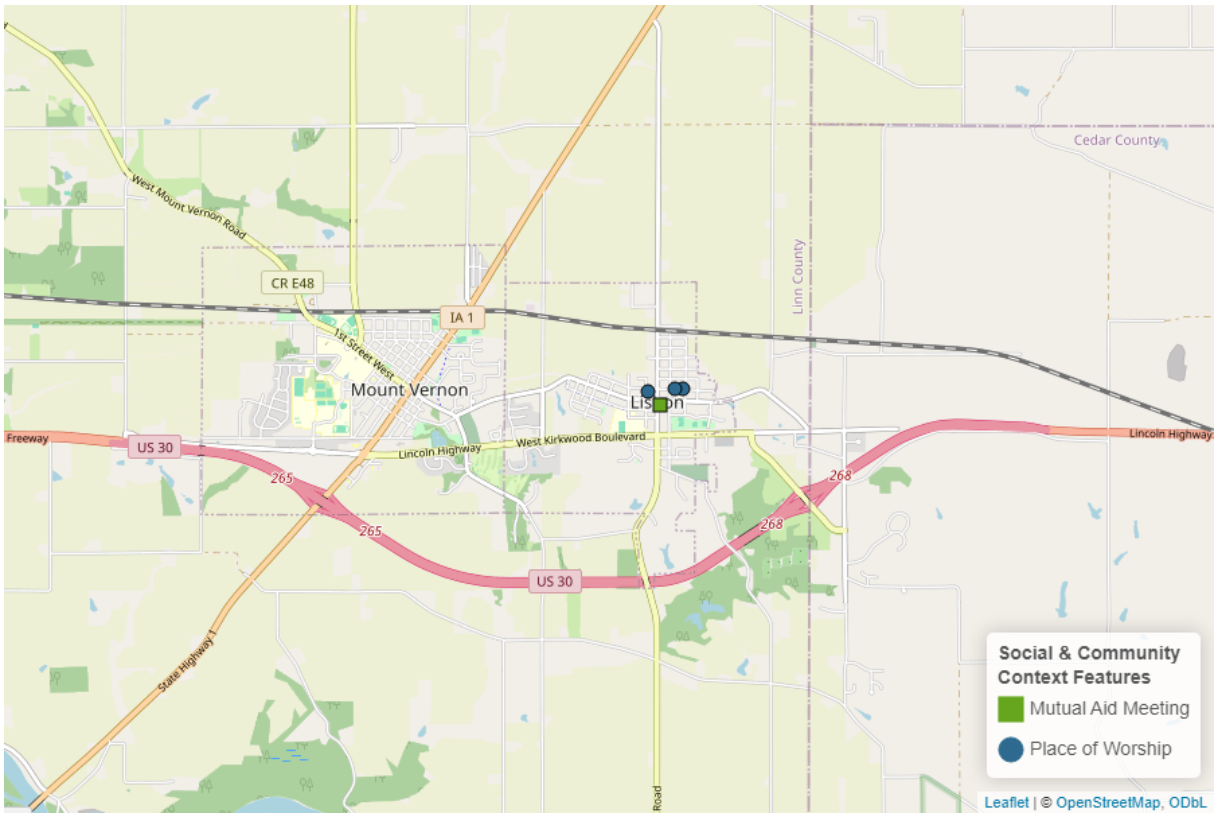 Cedar County
West Mount Vernon Road
Linn County
CR E48
IA 1
1st Street West
Mount Vernon
Freeway
US 30
Lincoln Highway
West Kirkwood Boulevard
Lincoln Highway
265
268
265
268
US 30
State Highway 1
Road
Social & Community
Context Features
Mutual Aid Meeting
Place of Worship
Leaflet | © OpenStreetMap, ODbL